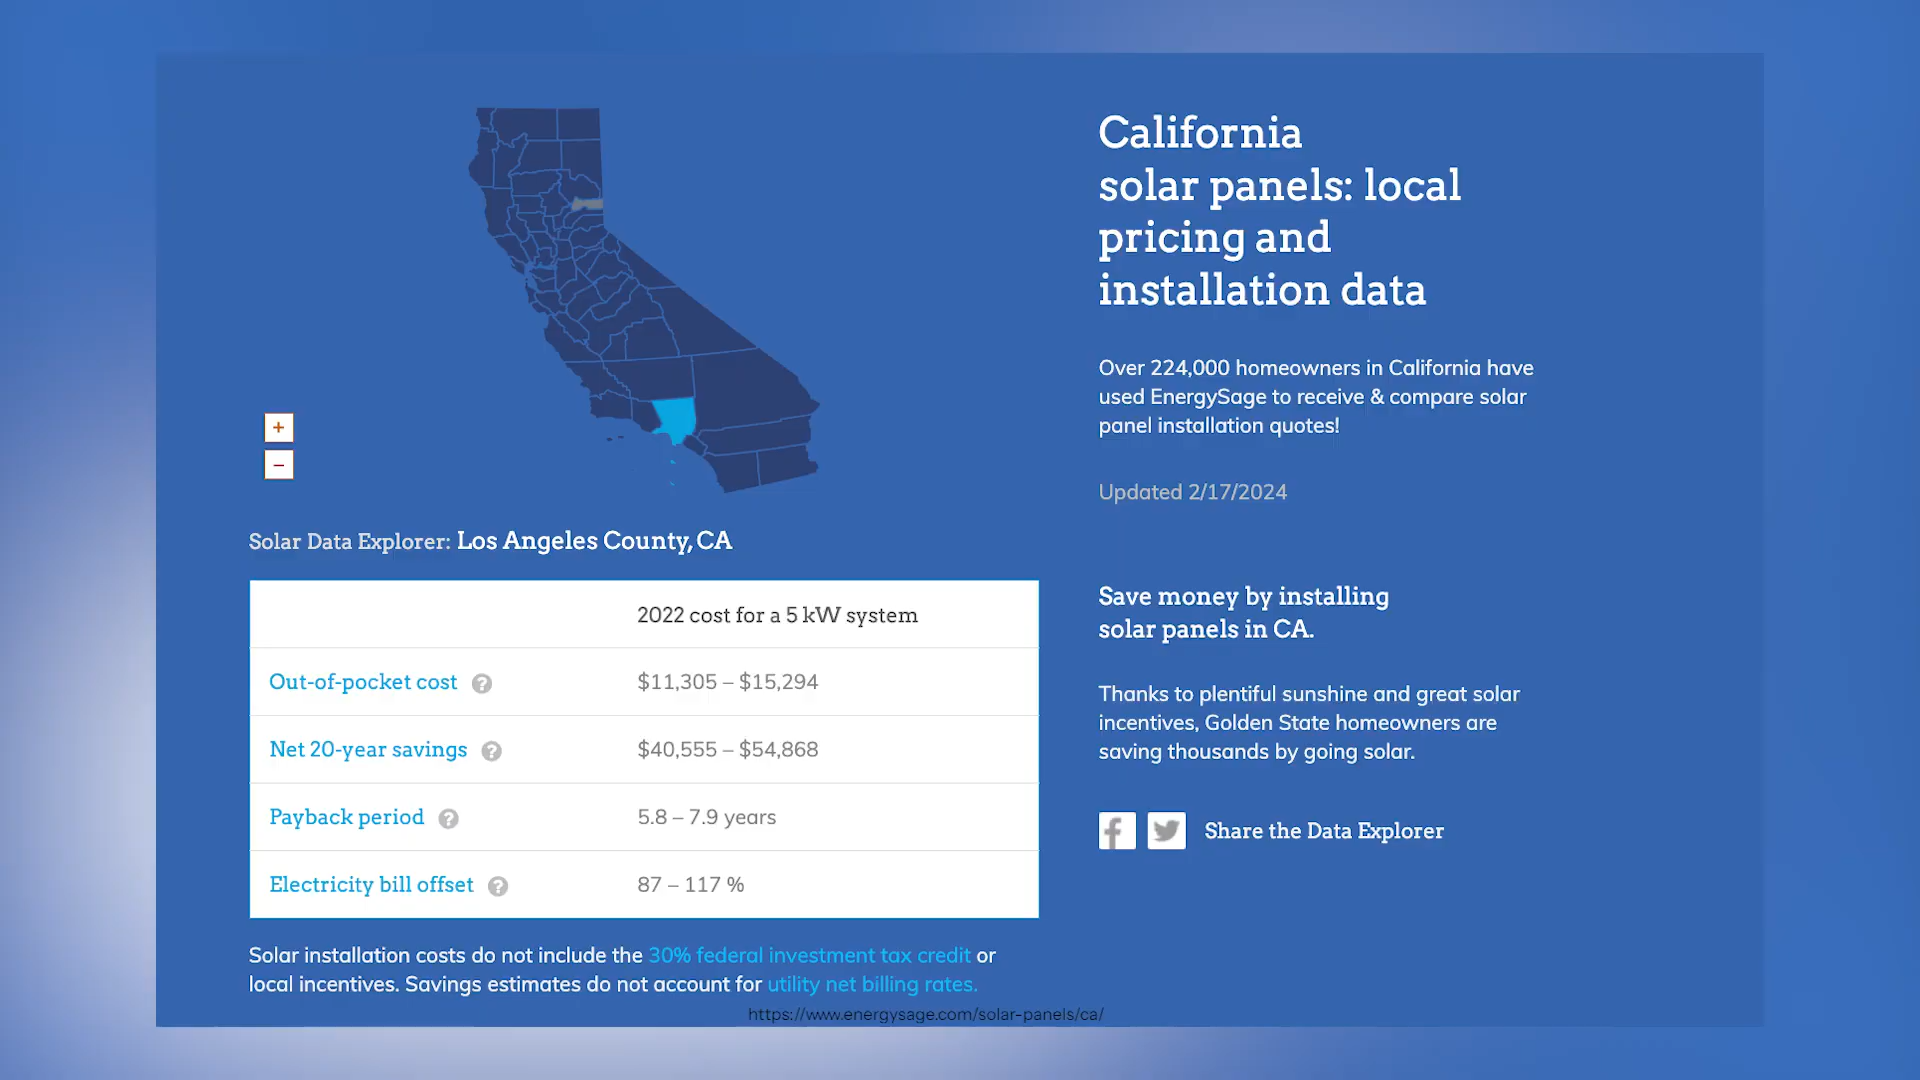 California
solar panels: local
pricing and
installation data
Over 224,000 homeowners in California have
used EnergySage to receive & compare solar
panel installation quotes!
Updated 2/17/2024
+
–
Solar Data Explorer: Los Angeles County, CA
2022 cost for a 5 kW system
Out-of-pocket cost ? $11,305 – $15,294
Net 20-year savings ? $40,555 – $54,868
Payback period ? 5.8 – 7.9 years
Electricity bill offset ? 87 – 117 %
Solar installation costs do not include the 30% federal investment tax credit or
local incentives. Savings estimates do not account for utility net billing rates.
Save money by installing
solar panels in CA.
Thanks to plentiful sunshine and great solar
incentives, Golden State homeowners are
saving thousands by going solar.
Share the Data Explorer
https://www.energysage.com/solar-panels/ca/